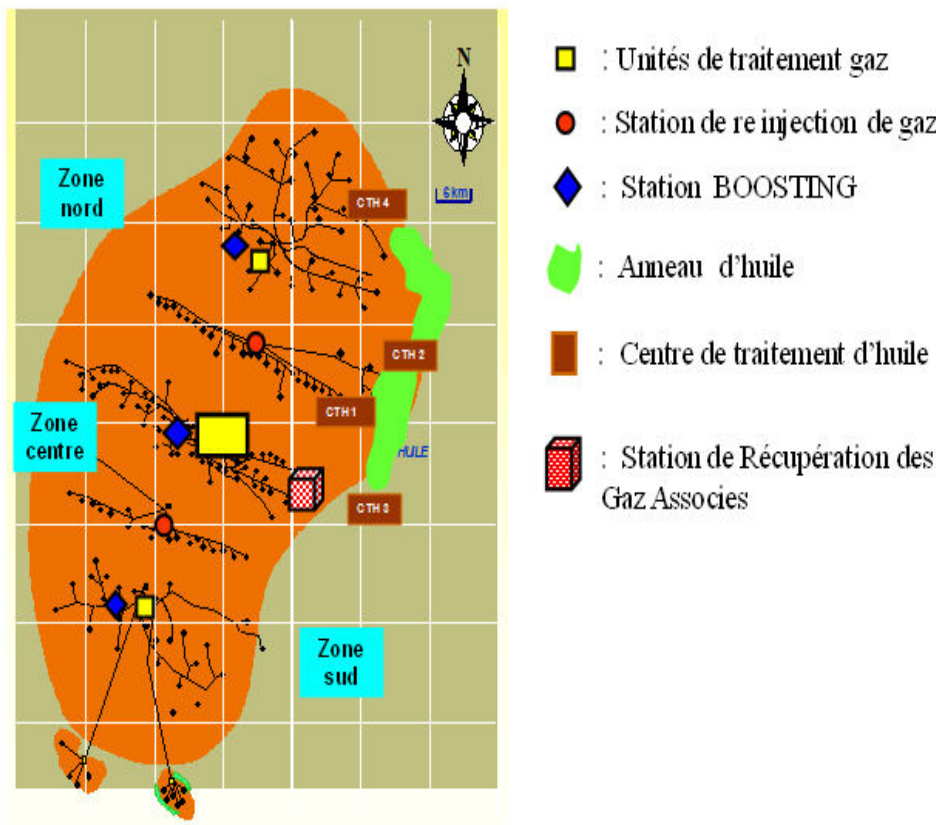 N
Zone
nord
6km
CTH 4
CTH 2
CTH 1
Zone
centre
HULE
CTH 3
Zone
sud
: Unités de traitement gaz
: Station de re injection de gaz
: Station BOOSTING
: Anneau d’huile
: Centre de traitement d’huile
: Station de Récupération des
Gaz Associes